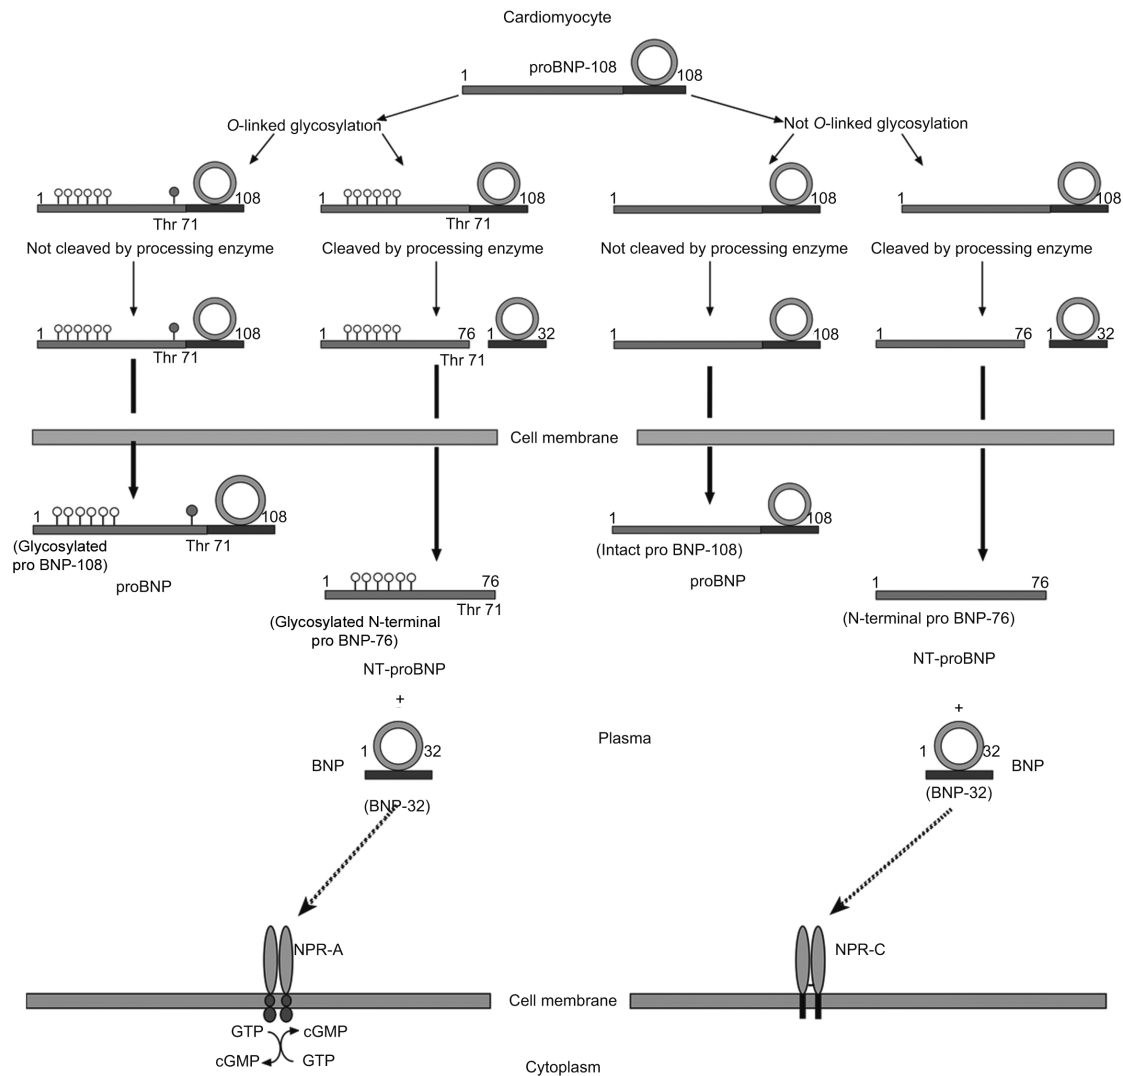 Cardiomyocyte
proBNP-108
1
108
O-linked glycosylation
Not O-linked glycosylation
1
108
1
108
1
108
1
108
Thr 71
Thr 71
Not cleaved by processing enzyme
Cleaved by processing enzyme
Not cleaved by processing enzyme
Cleaved by processing enzyme
1
108
1
76
1
32
1
108
1
76
1
32
Thr 71
Thr 71
Cell membrane
1
108
Thr 71
(Glycosylated
pro BNP-108)
proBNP
1
108
(Intact pro BNP-108)
proBNP
1
76
Thr 71
(Glycosylated N-terminal
pro BNP-76)
NT-proBNP
1
76
(N-terminal pro BNP-76)
NT-proBNP
+
+
Plasma
1
32
BNP
(BNP-32)
1
32
BNP
(BNP-32)
NPR-A
NPR-C
Cell membrane
GTP
cGMP
cGMP
GTP
Cytoplasm